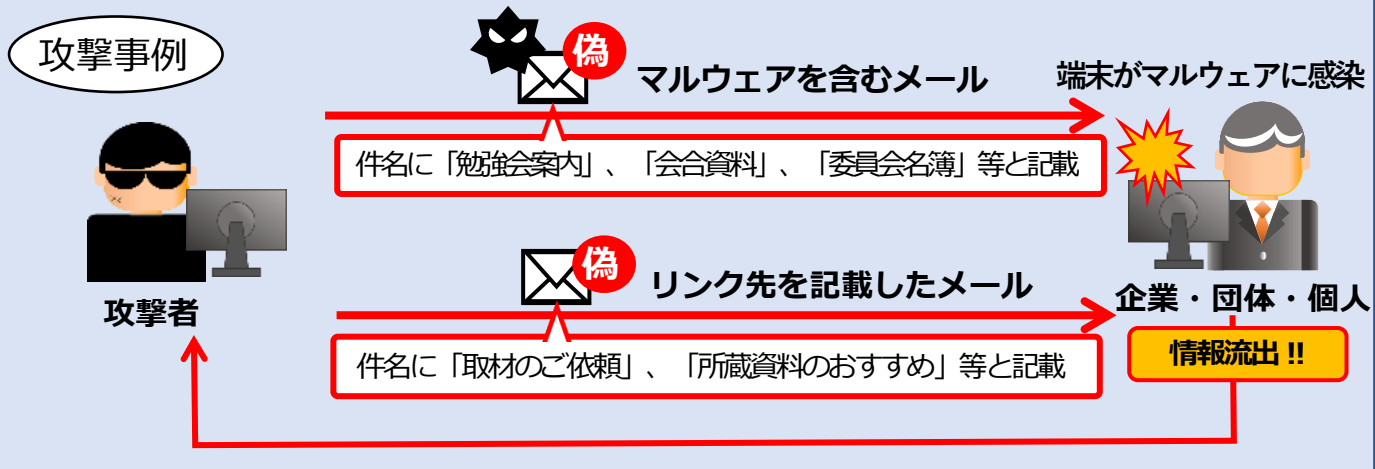 攻撃事例
偽
マルウェアを含むメール
端末がマルウェアに感染
件名に「勉強会案内」、「会合資料」、「委員会名簿」等と記載
偽
リンク先を記載したメール
攻撃者
企業・団体・個人
件名に「取材のご依頼」、「所蔵資料のおすすめ」等と記載
情報流出!!